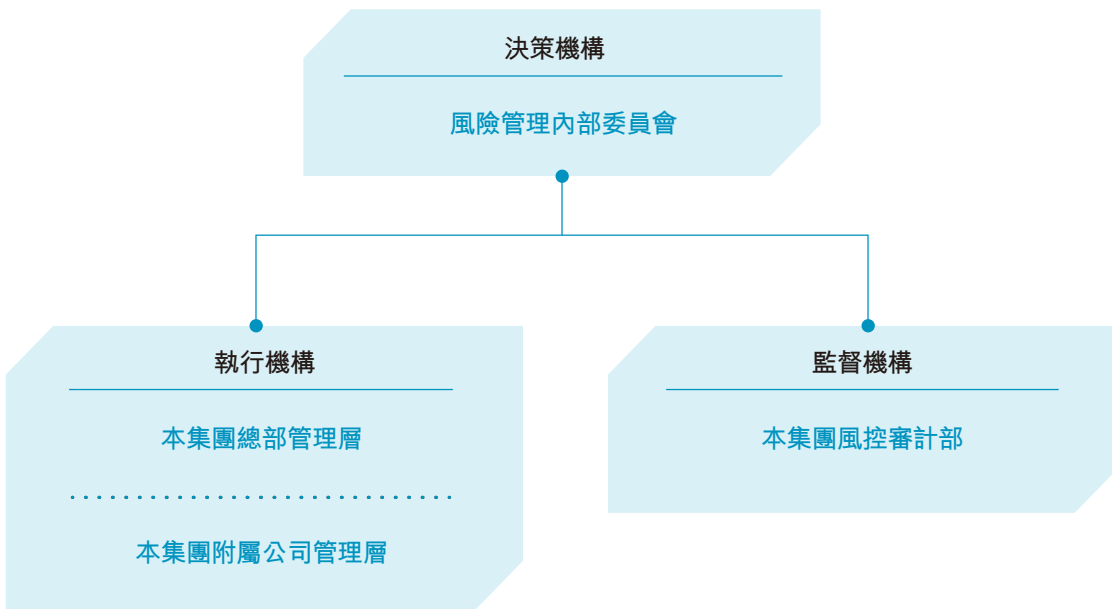 決策機構
風險管理內部委員會
執行機構
本集團總部管理層
本集團附屬公司管理層
監督機構
本集團風控審計部